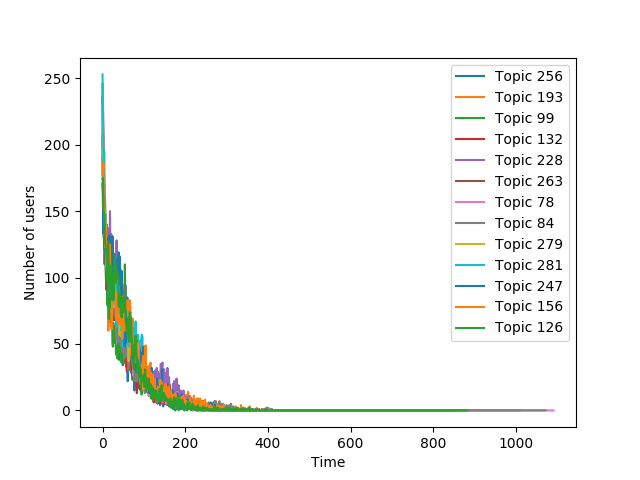 250
200
150
100
50
0
Number of users
0 200 400 600 800 1000
Time
Topic 256
Topic 193
Topic 99
Topic 132
Topic 228
Topic 263
Topic 78
Topic 84
Topic 279
Topic 281
Topic 247
Topic 156
Topic 126